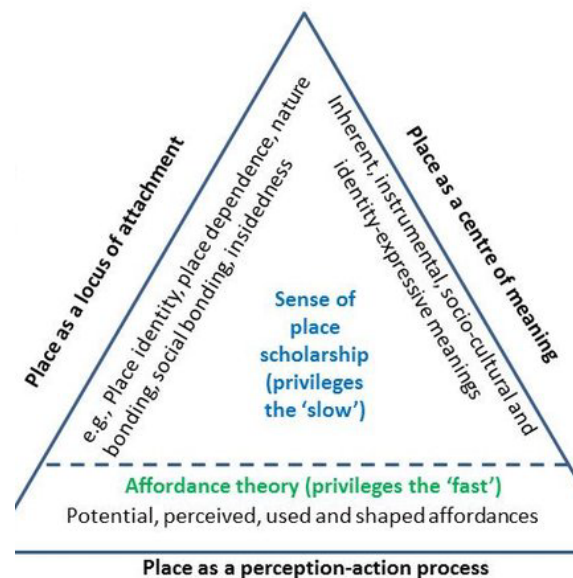 Place as a locus of attachment
e.g., Place identity, place dependence, nature
bonding, social bonding, insidedness
Place as a centre of meaning
Inherent, instrumental, socio-cultural and
identity-expressive meanings
Sense of
place
scholarship
(privileges
the ‘slow’)
Affordance theory (privileges the ‘fast’)
Potential, perceived, used and shaped affordances
Place as a perception-action process